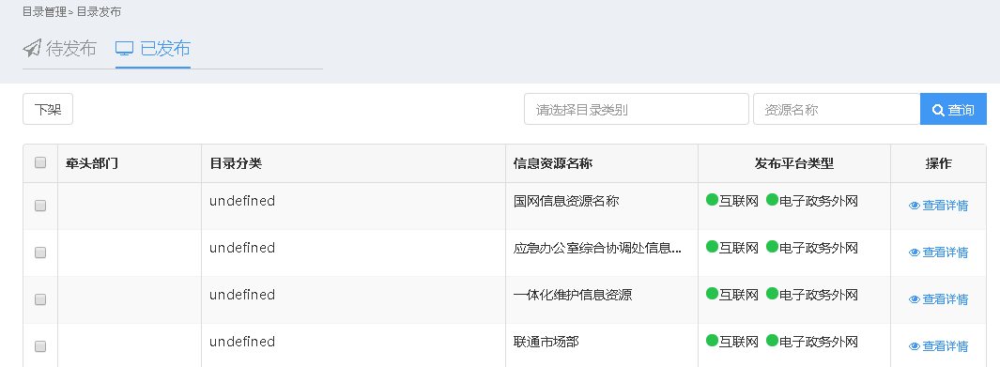 目录管理> 目录发布
待发布 已发布
下架 请选择目录类别 资源名称 查询
牵头部门 目录分类 信息资源名称 发布平台类型 操作
undefined 国网信息资源名称 互联网 电子政务外网 查看详情
undefined 应急办公室综合协调处信息... 互联网 电子政务外网 查看详情
undefined 一体化维护信息资源 互联网 电子政务外网 查看详情
undefined 联通市场部 互联网 电子政务外网 查看详情